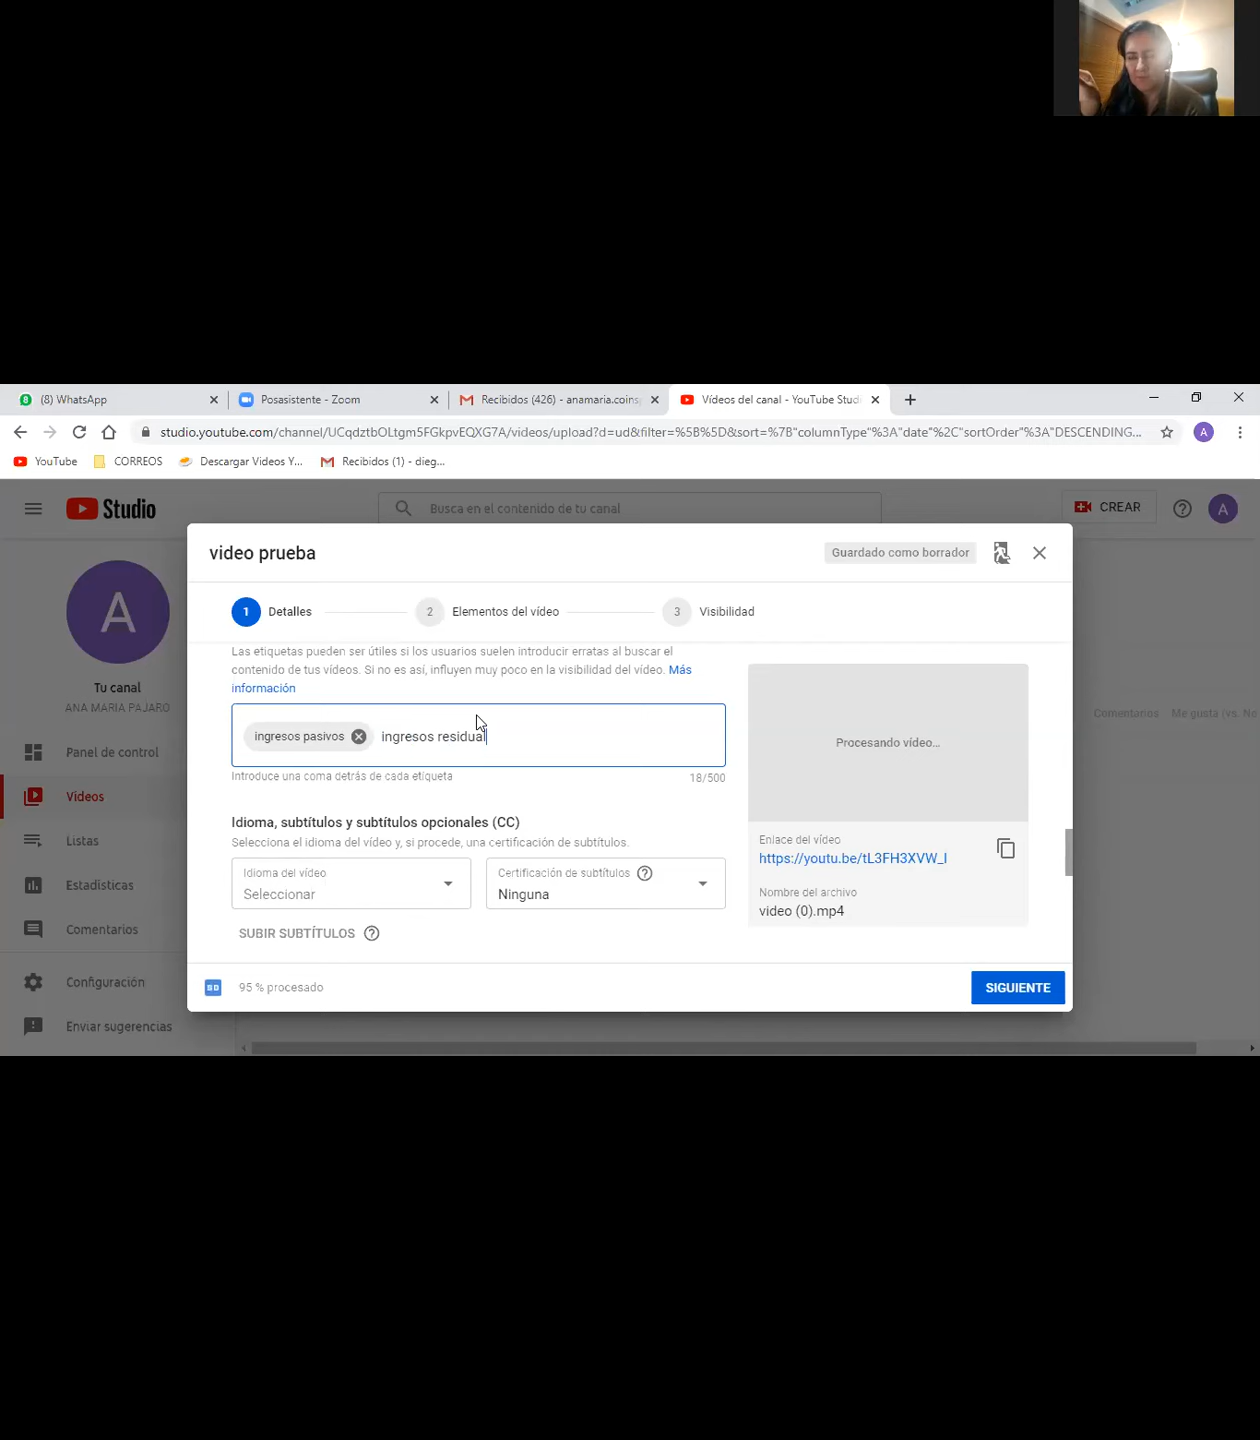 (8) WhatsApp
Posasistente - Zoom
Recibidos (426) - anamaria.coins
Vídeos del canal - YouTube Studi
studio.youtube.com/channel/UCqdztbOLtgm5FGkpvEQXG7A/videos/upload?d=ud&filter=%5B%5D&sort=%7B"columnType"%3A"date"%2C"sortOrder"%3A"DESCENDING...
A
YouTube
CORREOS
Descargar Videos Y...
Recibidos (1) - dieg...
Studio
Busca en el contenido de tu canal
CREAR
A
video prueba
Guardado como borrador
1 Detalles
2 Elementos del vídeo
3 Visibilidad
A
Tu canal
ANA MARIA PAJARO
Panel de control
Vídeos
Listas
Estadísticas
Comentarios
Configuración
Enviar sugerencias
Las etiquetas pueden ser útiles si los usuarios suelen introducir erratas al buscar el
contenido de tus vídeos. Si no es así, influyen muy poco en la visibilidad del vídeo. Más
información
ingresos pasivos
ingresos residual
Introduce una coma detrás de cada etiqueta
18/500
Idioma, subtítulos y subtítulos opcionales (CC)
Selecciona el idioma del vídeo y, si procede, una certificación de subtítulos.
Idioma del vídeo
Seleccionar
Certificación de subtítulos
Ninguna
SUBIR SUBTÍTULOS
Procesando vídeo...
Enlace del vídeo
https://youtu.be/tL3FH3XVW_I
Nombre del archivo
video (0).mp4
Comentarios
Me gusta (vs. No
95 % procesado
SIGUIENTE